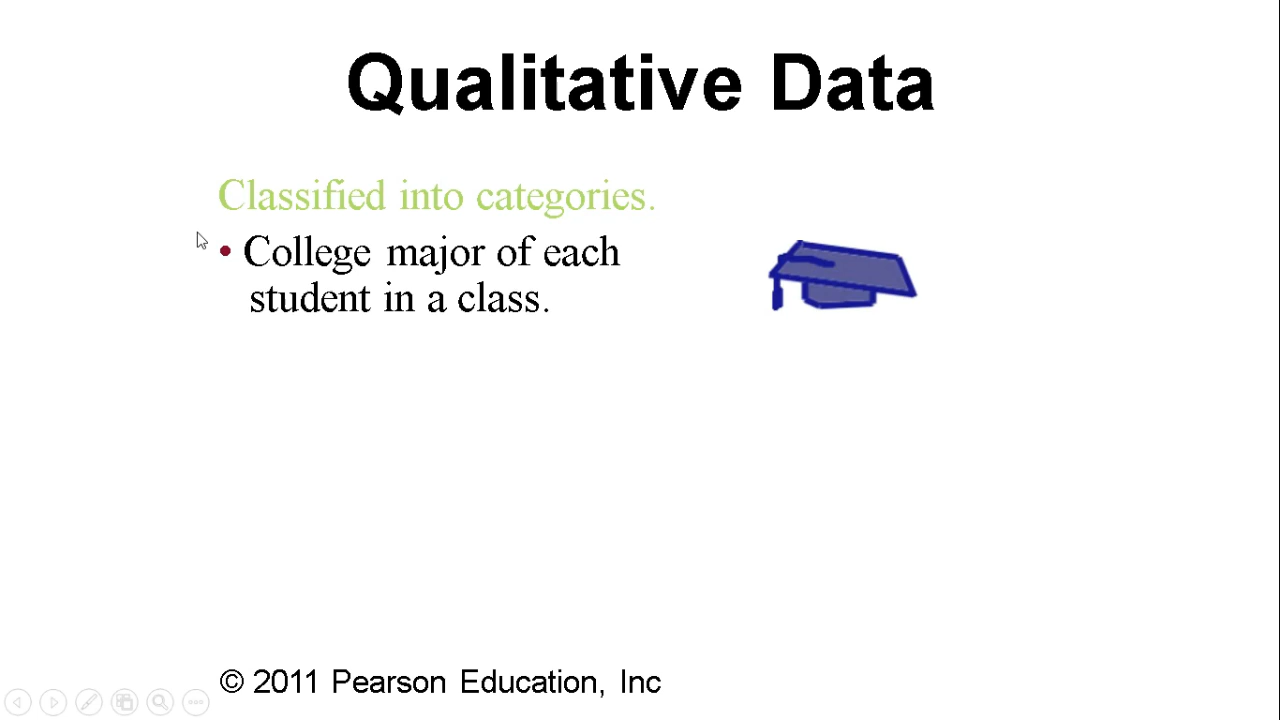 Qualitative Data
Classified into categories.
• College major of each
student in a class.
© 2011 Pearson Education, Inc